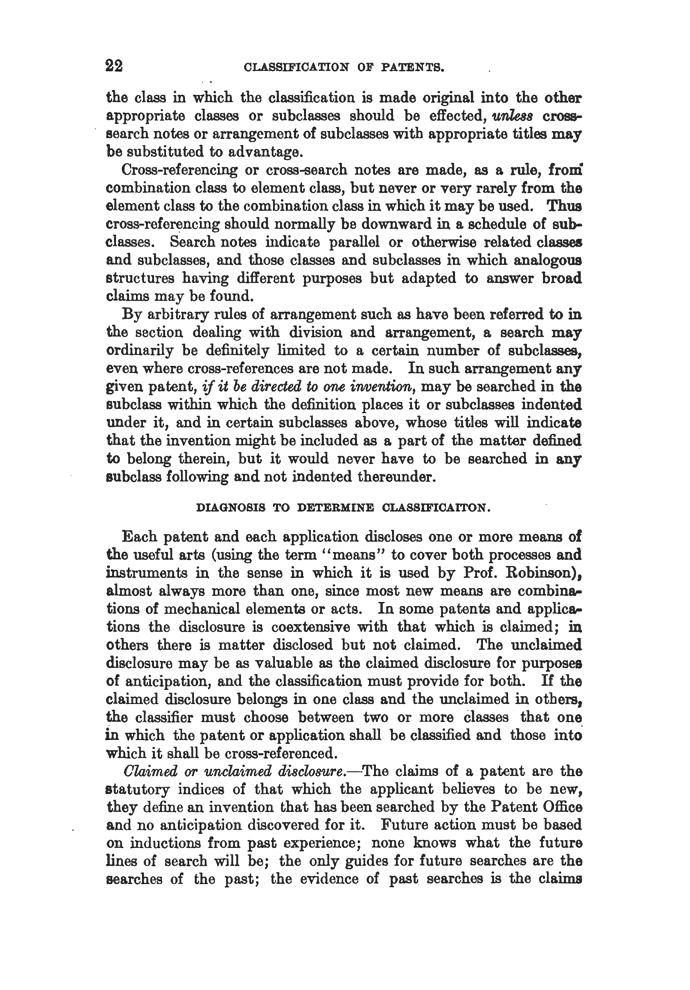 22 CLASSIFICATION OF PATENTS.
the class in which the classification is made original into the other
appropriate classes or subclasses should be effected, unless cross-
search notes or arrangement of subclasses with appropriate titles may
be substituted to advantage.
Cross-referencing or cross-search notes are made, as a rule, from
combination class to element class, but never or very rarely from the
element class to the combination class in which it may be used. Thus
cross-referencing should normally be downward in a schedule of sub-
classes. Search notes indicate parallel or otherwise related classes
and subclasses, and those classes and subclasses in which analogous
structures having different purposes but adapted to answer broad
claims may be found.
By arbitrary rules of arrangement such as have been referred to in
the section dealing with division and arrangement, a search may
ordinarily be definitely limited to a certain number of subclasses,
even where cross-references are not made. In such arrangement any
given patent, if it be directed to one invention, may be searched in the
subclass within which the definition places it or subclasses indented
under it, and in certain subclasses above, whose titles will indicate
that the invention might be included as a part of the matter defined
to belong therein, but it would never have to be searched in any
subclass following and not indented thereunder.
DIAGNOSIS TO DETERMINE CLASSIFICAITON.
Each patent and each application discloses one or more means of
the useful arts (using the term "means" to cover both processes and
instruments in the sense in which it is used by Prof. Robinson),
almost always more than one, since most new means are combina-
tions of mechanical elements or acts. In some patents and applica-
tions the disclosure is coextensive with that which is claimed; in
others there is matter disclosed but not claimed. The unclaimed
disclosure may be as valuable as the claimed disclosure for purposes
of anticipation, and the classification must provide for both. If the
claimed disclosure belongs in one class and the unclaimed in others,
the classifier must choose between two or more classes that one
in which the patent or application shall be classified and those into
which it shall be cross-referenced.
Claimed or unclaimed disclosure.—The claims of a patent are the
statutory indices of that which the applicant believes to be new,
they define an invention that has been searched by the Patent Office
and no anticipation discovered for it. Future action must be based
on inductions from past experience; none knows what the future
lines of search will be; the only guides for future searches are the
searches of the past; the evidence of past searches is the claims